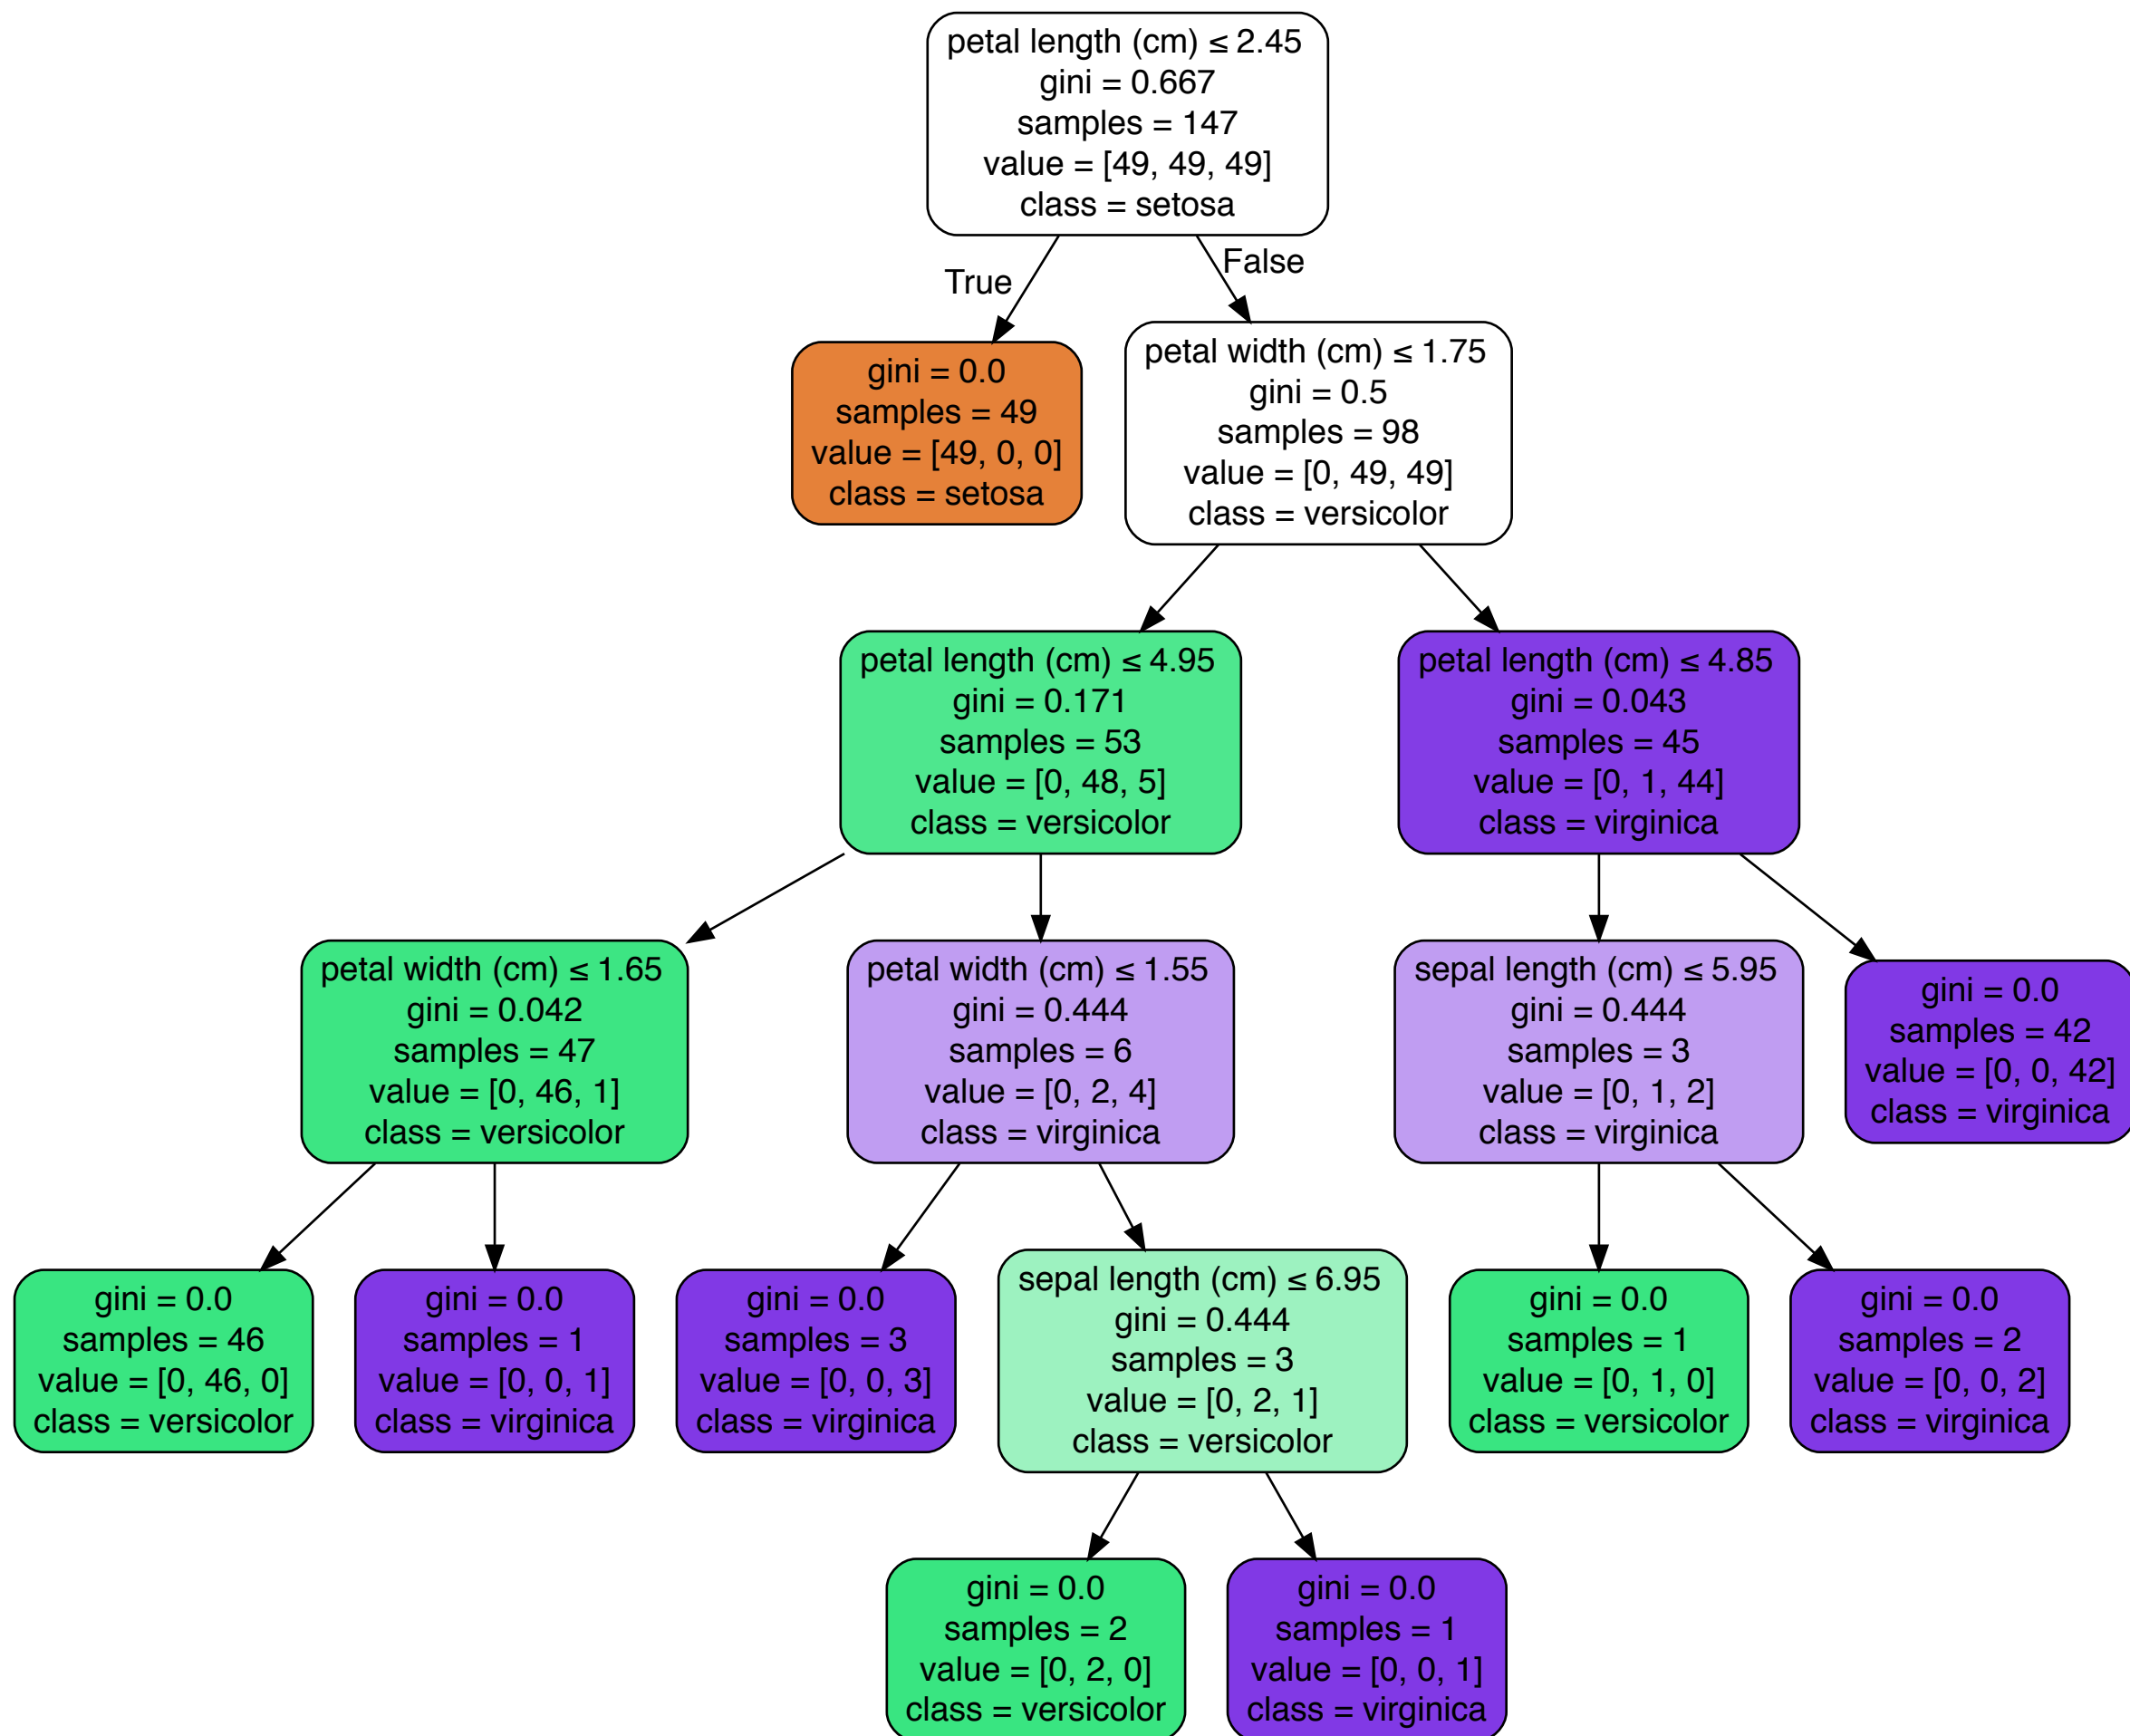 petal length (cm) ≤ 2.45
gini = 0.667
samples = 147
value = [49, 49, 49]
class = setosa
True
False
gini = 0.0
samples = 49
value = [49, 0, 0]
class = setosa
petal width (cm) ≤ 1.75
gini = 0.5
samples = 98
value = [0, 49, 49]
class = versicolor
petal length (cm) ≤ 4.95
gini = 0.171
samples = 53
value = [0, 48, 5]
class = versicolor
petal length (cm) ≤ 4.85
gini = 0.043
samples = 45
value = [0, 1, 44]
class = virginica
petal width (cm) ≤ 1.65
gini = 0.042
samples = 47
value = [0, 46, 1]
class = versicolor
petal width (cm) ≤ 1.55
gini = 0.444
samples = 6
value = [0, 2, 4]
class = virginica
sepal length (cm) ≤ 5.95
gini = 0.444
samples = 3
value = [0, 1, 2]
class = virginica
gini = 0.0
samples = 42
value = [0, 0, 42]
class = virginica
gini = 0.0
samples = 46
value = [0, 46, 0]
class = versicolor
gini = 0.0
samples = 1
value = [0, 0, 1]
class = virginica
gini = 0.0
samples = 3
value = [0, 0, 3]
class = virginica
sepal length (cm) ≤ 6.95
gini = 0.444
samples = 3
value = [0, 2, 1]
class = versicolor
gini = 0.0
samples = 1
value = [0, 1, 0]
class = versicolor
gini = 0.0
samples = 2
value = [0, 0, 2]
class = virginica
gini = 0.0
samples = 2
value = [0, 2, 0]
class = versicolor
gini = 0.0
samples = 1
value = [0, 0, 1]
class = virginica